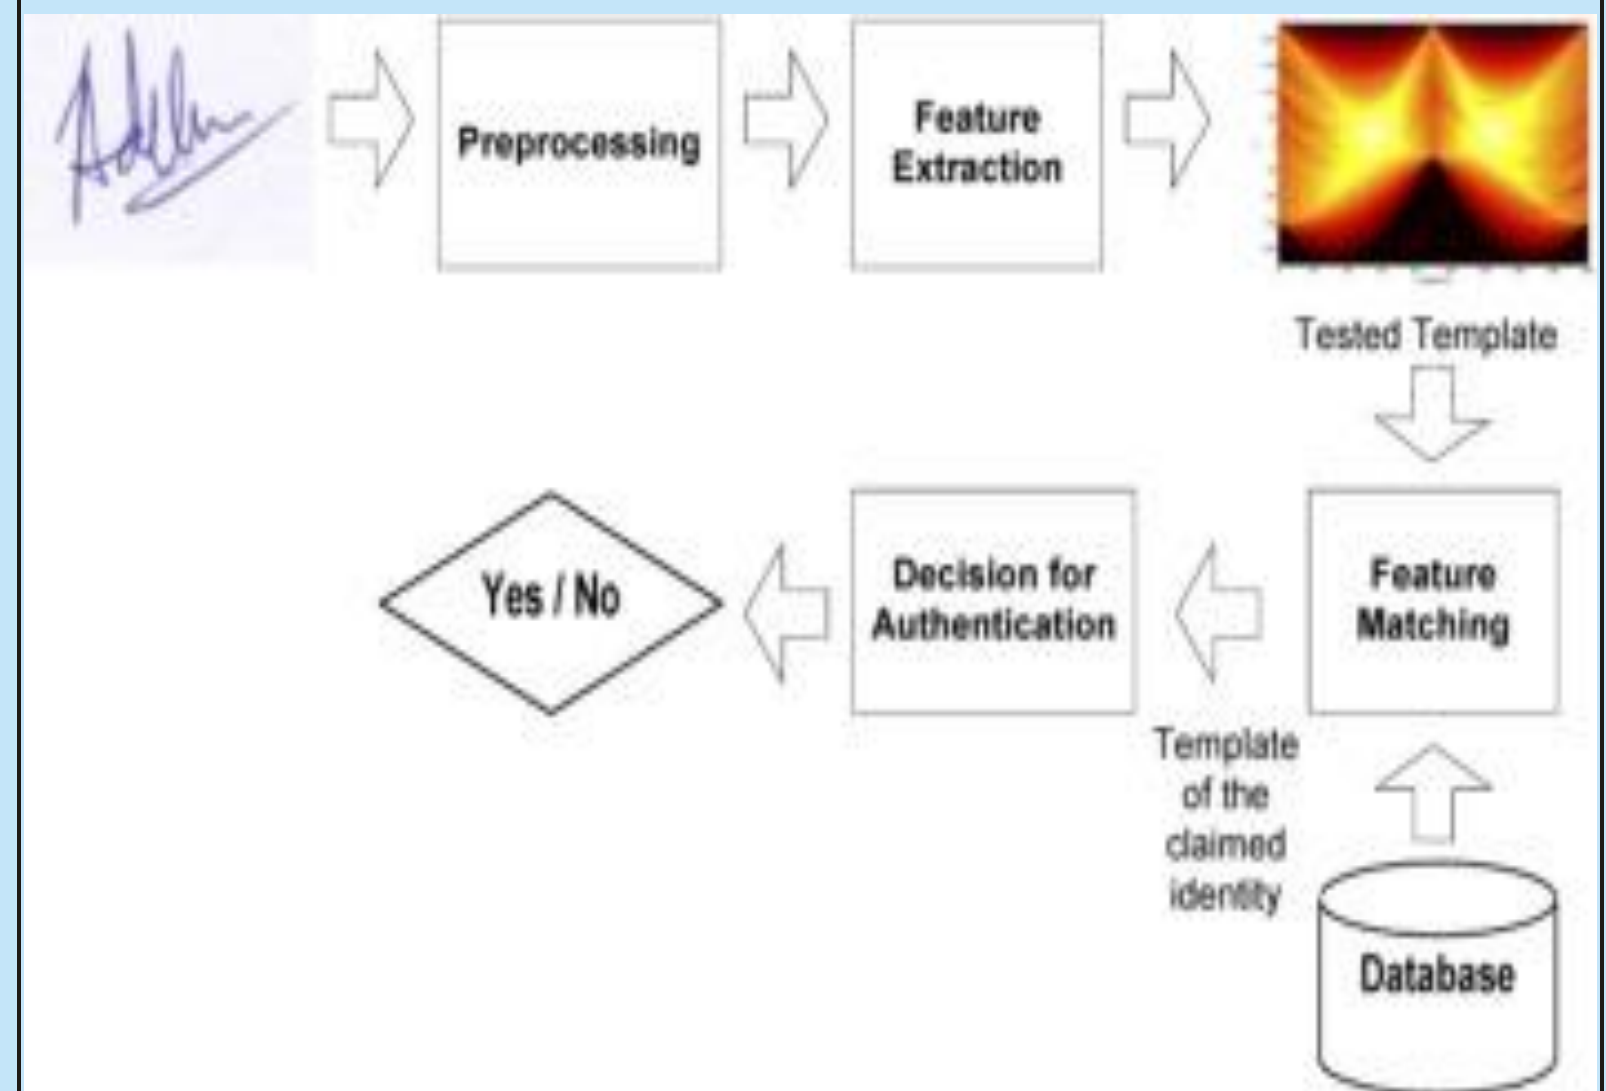 Preprocessing
Feature
Extraction
Tested Template
Yes / No
Decision for
Authentication
Feature
Matching
Template
of the
claimed
identity
Database